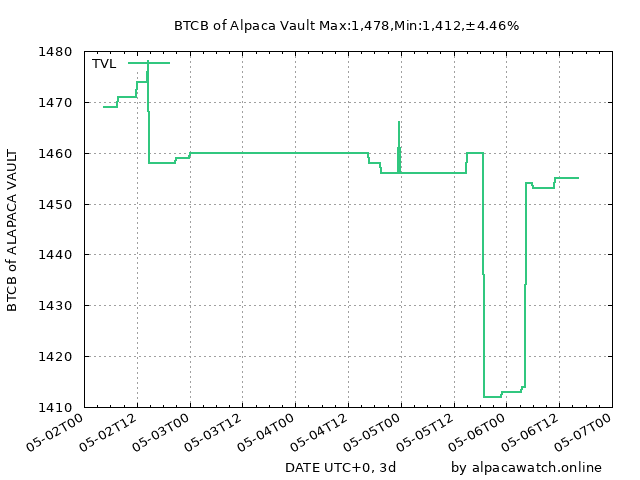 BTCB of Alpaca Vault Max:1,478,Min:1,412,±4.46%
1480
TVL
1470
1460
1450
1440
1430
1420
1410
BTCB of ALAPACA VAULT
05-02T00
05-02T12
05-03T00
05-03T12
05-04T00
05-04T12
05-05T00
05-05T12
05-06T00
05-06T12
05-07T00
DATE UTC+0, 3d
by alpacawatch.online